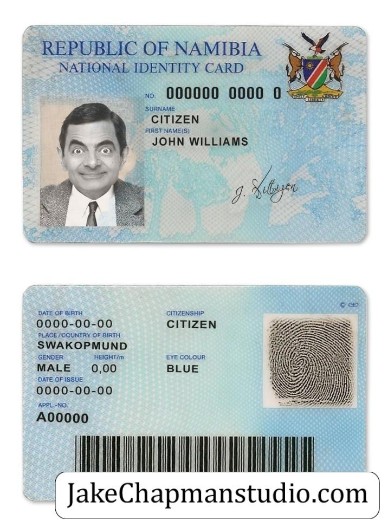 REPUBLIC OF NAMIBIA
NATIONAL IDENTITY CARD
NO. 000000 0000 0
SURNAME
CITIZEN
FIRST NAME(S)
JOHN WILLIAMS
J. Citizen
DATE OF BIRTH
0000-00-00
CITIZENSHIP
CITIZEN
PLACE / COUNTRY OF BIRTH
SWAKOPMUND
GENDER HEIGHT/m
MALE 0,00
EYE COLOUR
BLUE
DATE OF ISSUE
0000-00-00
APPL.-NO.
A00000
JakeChapmanstudio.com